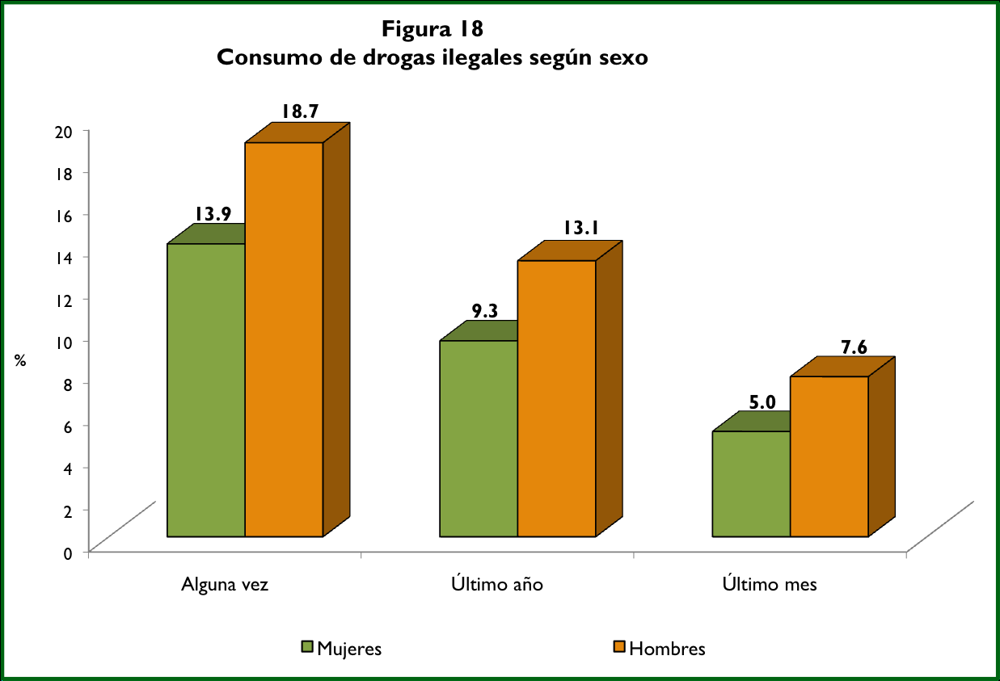 Figura 18
Consumo de drogas ilegales según sexo
18.7
20
18
13.9
16
13.1
14
12
9.3
10
7.6
%
8
5.0
6
4
2
0
Alguna vez
Último año
Último mes
Mujeres
Hombres